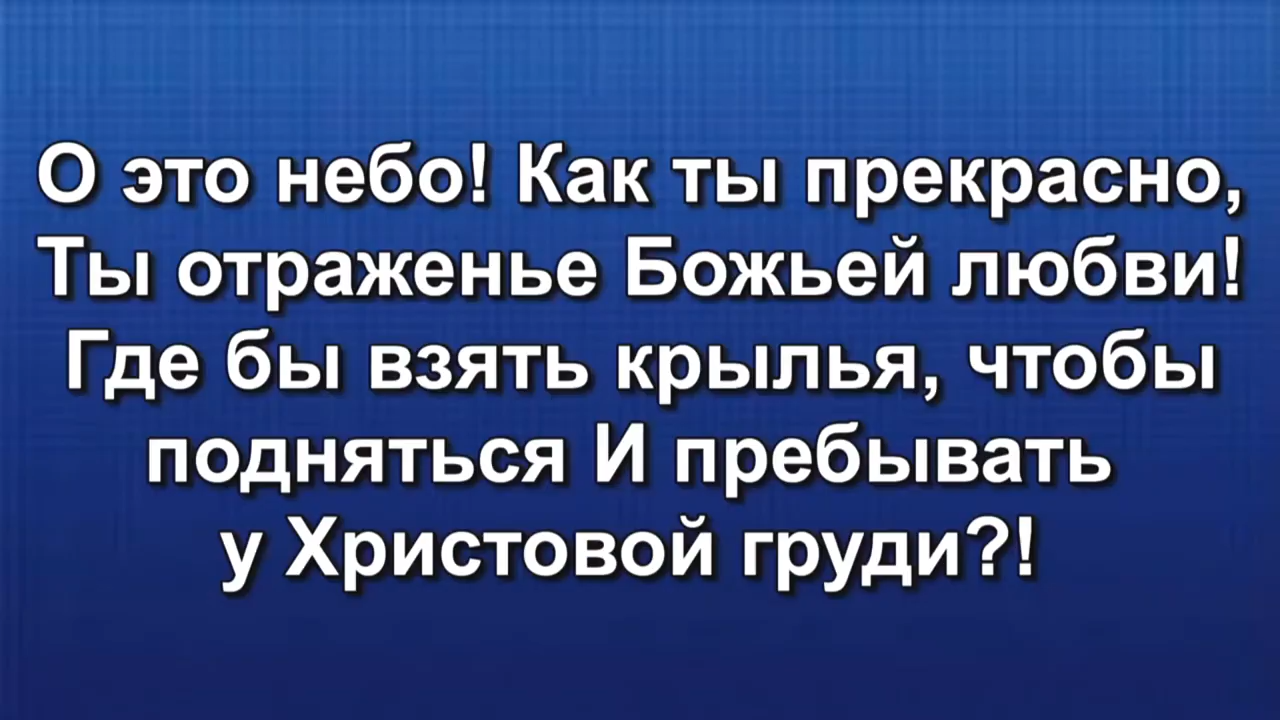 О это небо! Как ты прекрасно,
Ты отраженье Божьей любви!
Где бы взять крылья, чтобы
подняться И пребывать
у Христовой груди?!